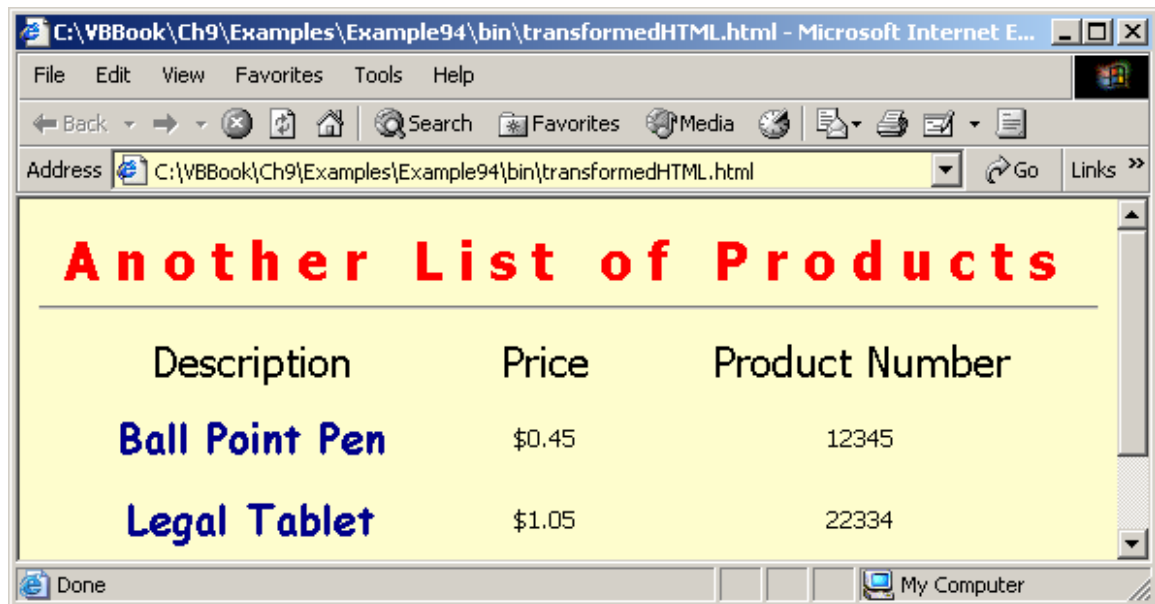 C:\VBBook\Ch9\Examples\Example94\bin\transformedHTML.html - Microsoft Internet E...
File Edit View Favorites Tools Help
Back Search Favorites Media
Address C:\VBBook\Ch9\Examples\Example94\bin\transformedHTML.html Go Links »
Another List of Products
Description Price Product Number
Ball Point Pen $0.45 12345
Legal Tablet $1.05 22334
Done My Computer